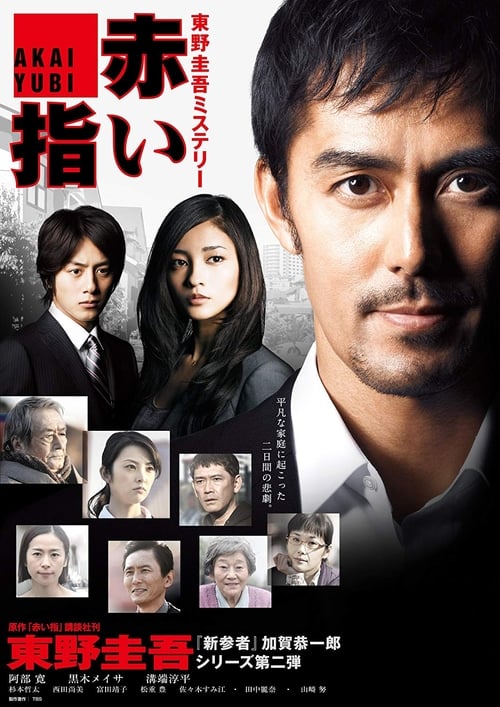 AKAI
YUBI
赤い
指
東野圭吾ミステリー
平凡な家庭に起こった
二日間の悲劇。
原作『赤い指』講談社刊
東野圭吾
『新参者』加賀恭一郎
シリーズ第二弾
阿部 寛 黒木メイサ 溝端淳平
杉本哲太 西田尚美 富田靖子 松重 豊 佐々木すみ江・田中麗奈・山﨑 努
製作著作 TBS